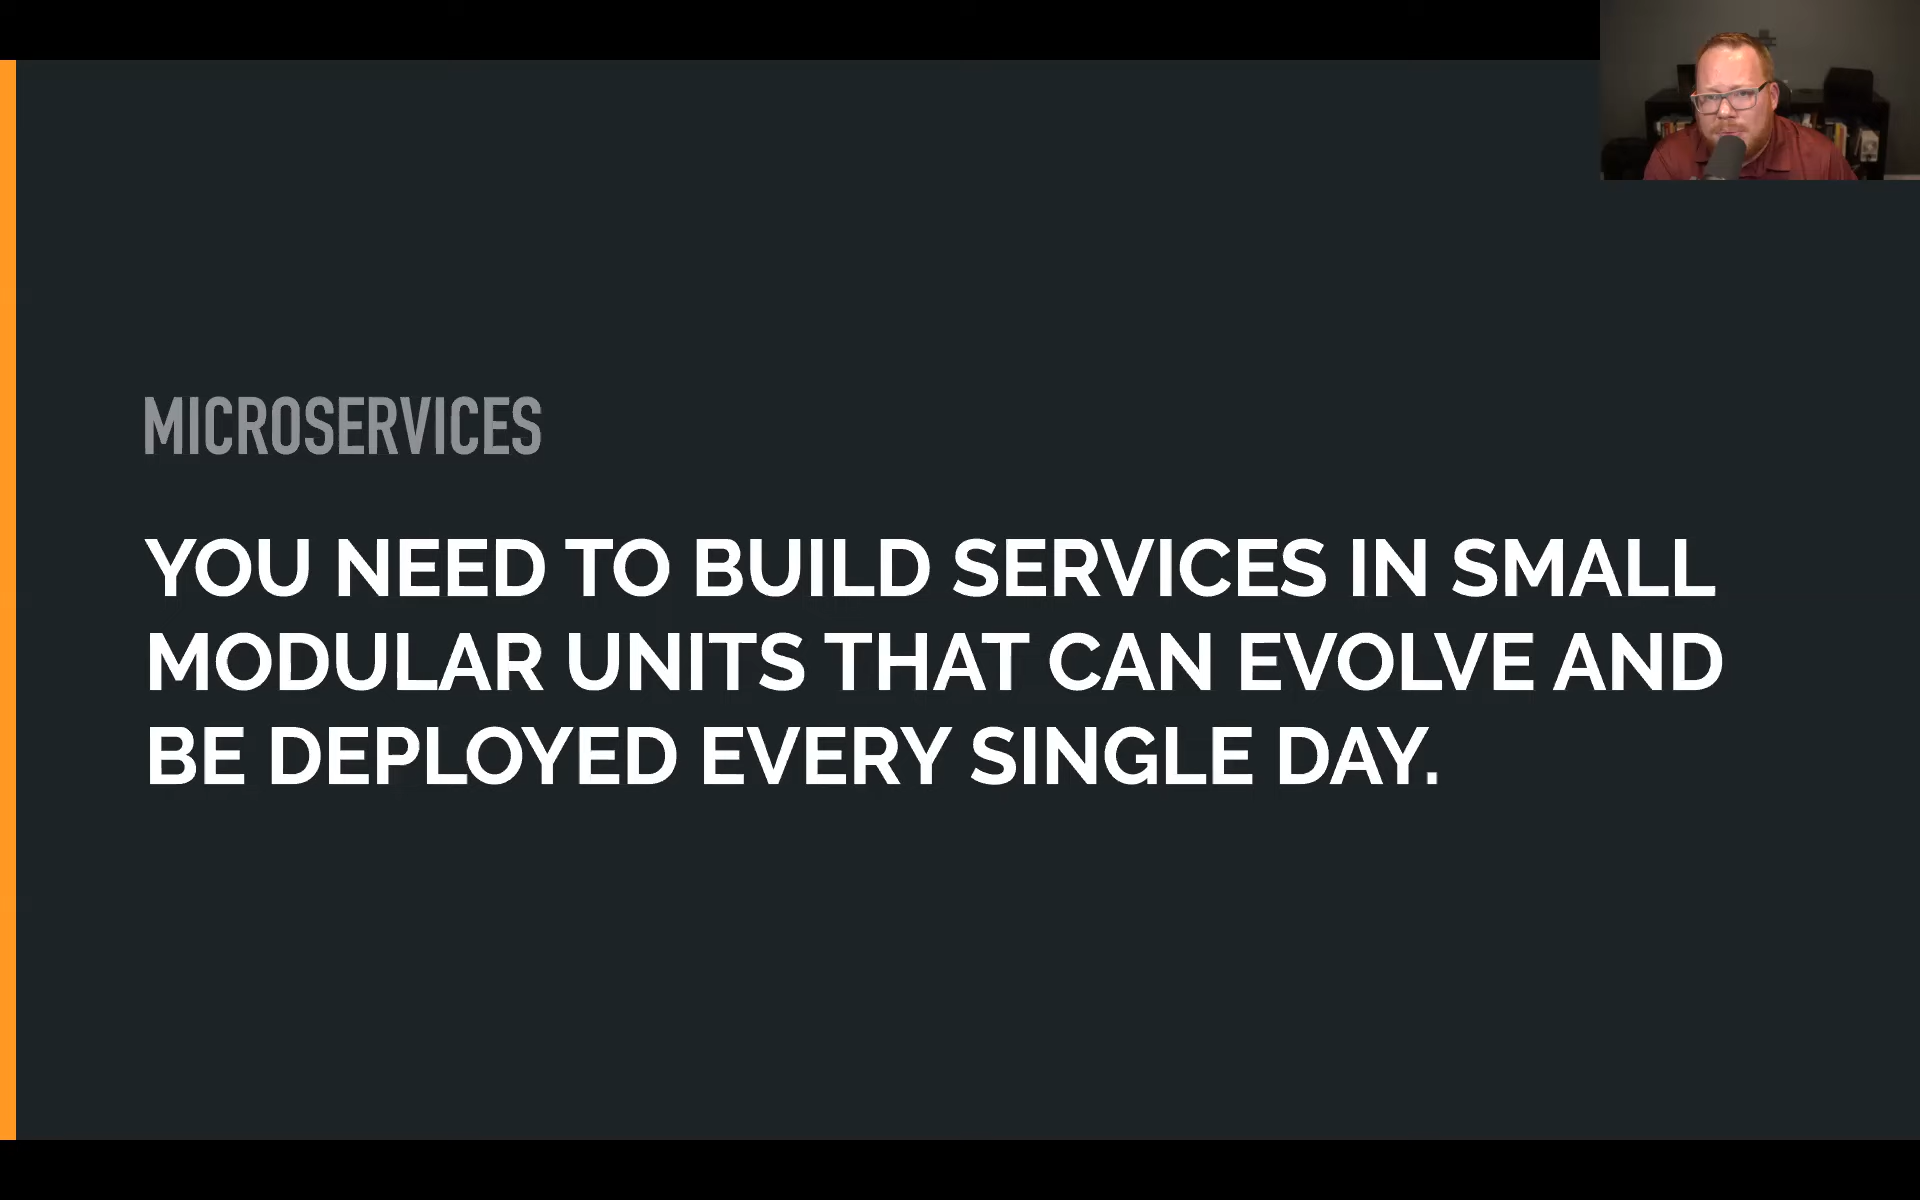 MICROSERVICES
YOU NEED TO BUILD SERVICES IN SMALL
MODULAR UNITS THAT CAN EVOLVE AND
BE DEPLOYED EVERY SINGLE DAY.